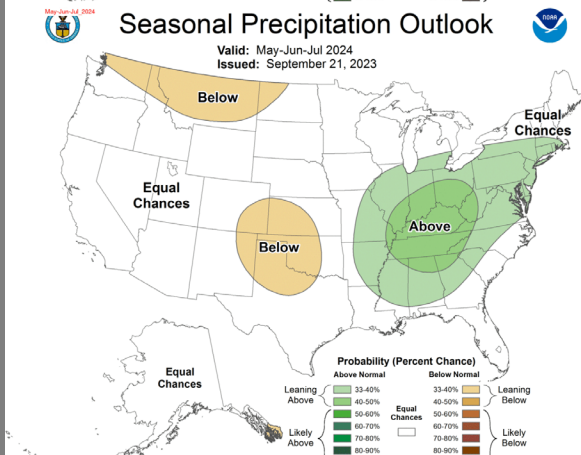 May-Jun-Jul 2024
Seasonal Precipitation Outlook
NOAA
Valid: May-Jun-Jul 2024
Issued: September 21, 2023
Below
Equal
Chances
Equal
Chances
Above
Below
Equal
Chances
Probability (Percent Chance)
Above Normal
Below Normal
Leaning
Above
33-40%
40-50%
Likely
Above
50-60%
60-70%
70-80%
80-90%
Equal
Chances
33-40%
40-50%
Leaning
Below
50-60%
60-70%
70-80%
80-90%
Likely
Below